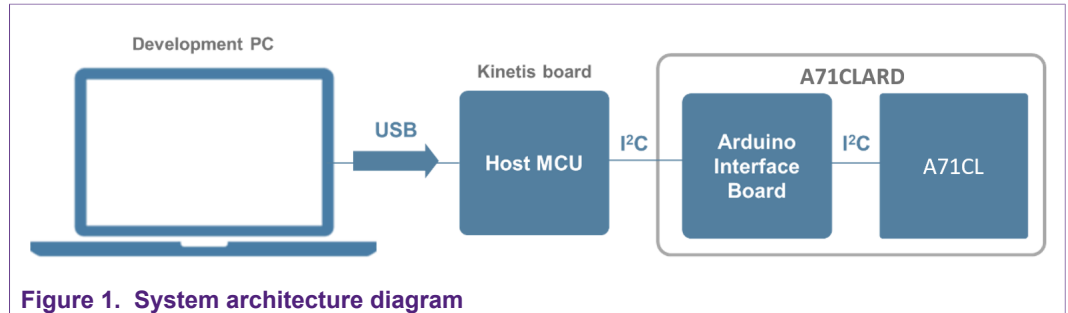 Development PC
USB
Kinetis board
Host MCU
I²C
A71CLARD
Arduino
Interface
Board
I²C
A71CL
Figure 1. System architecture diagram